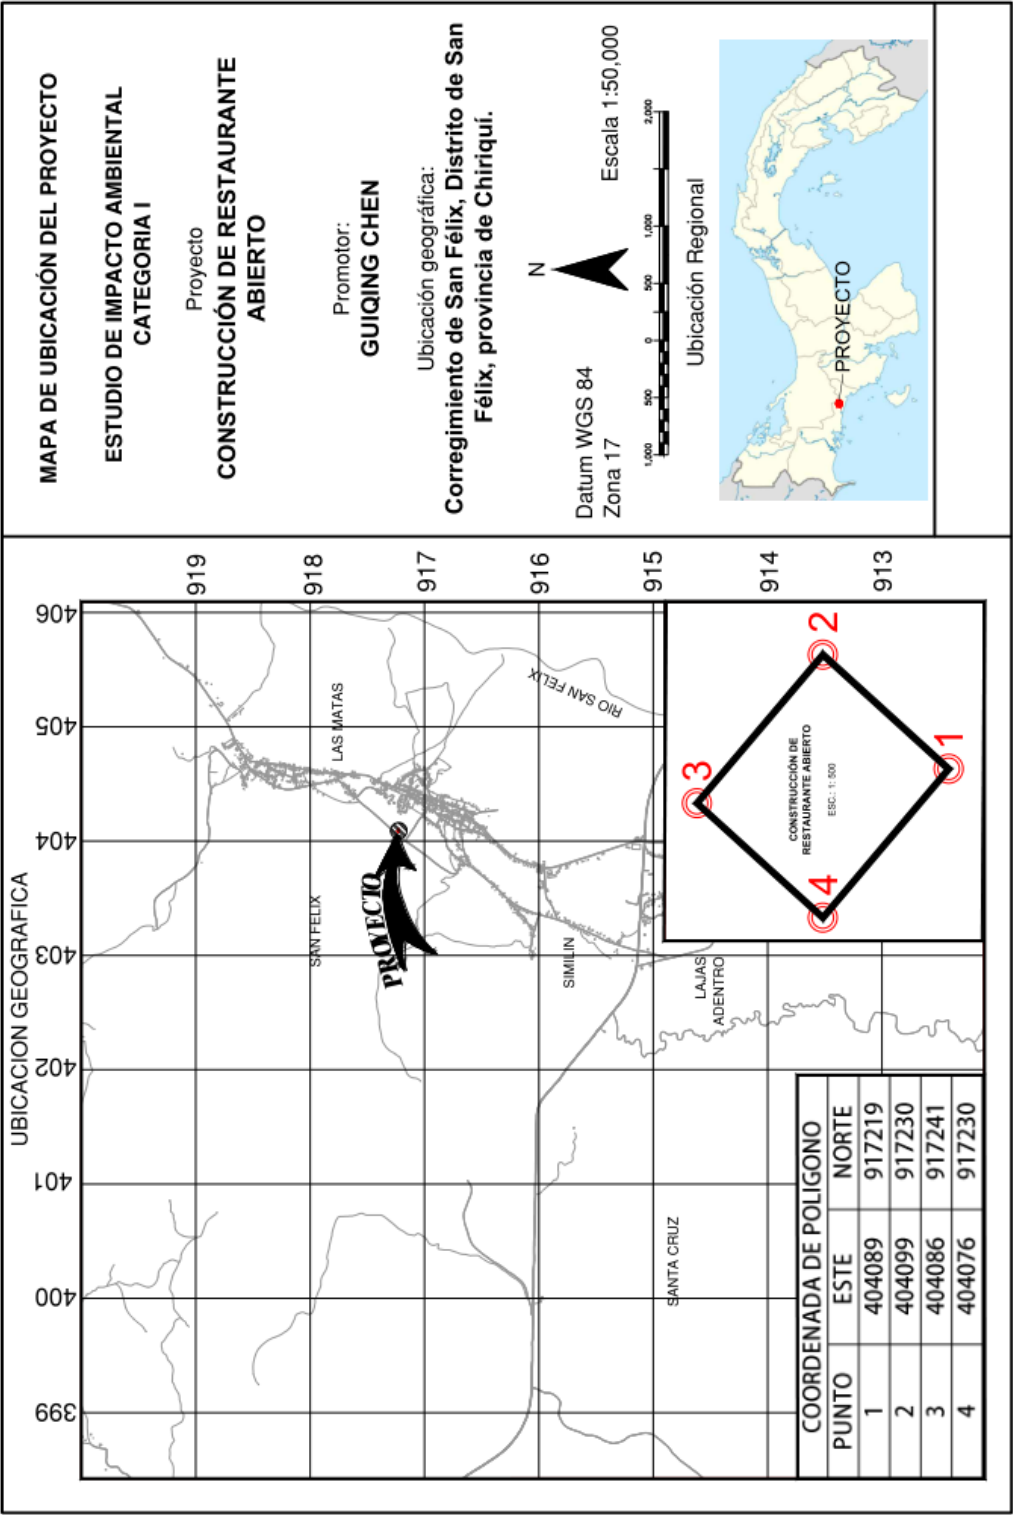 UBICACION GEOGRAFICA
399
400
401
402
403
404
405
406
919
918
917
916
915
914
913
LAS MATAS
SAN FELIX
PROYECTO
RIO SAN FELIX
SIMILIN
LAJAS
ADENTRO
SANTA CRUZ
COORDENADA DE POLIGONO
PUNTO ESTE NORTE
1 404089 917219
2 404099 917230
3 404086 917241
4 404076 917230
3
2
4
1
CONSTRUCCIÓN DE
RESTAURANTE ABIERTO
ESC.: 1: 500
MAPA DE UBICACIÓN DEL PROYECTO
ESTUDIO DE IMPACTO AMBIENTAL
CATEGORIA I
Proyecto
CONSTRUCCIÓN DE RESTAURANTE
ABIERTO
Promotor:
GUIQING CHEN
Ubicación geográfica:
Corregimiento de San Félix, Distrito de San
Félix, provincia de Chiriquí.
N
Datum WGS 84
Zona 17
Escala 1:50,000
1,000 500 0 500 1,000 2,000
Ubicación Regional
PROYECTO